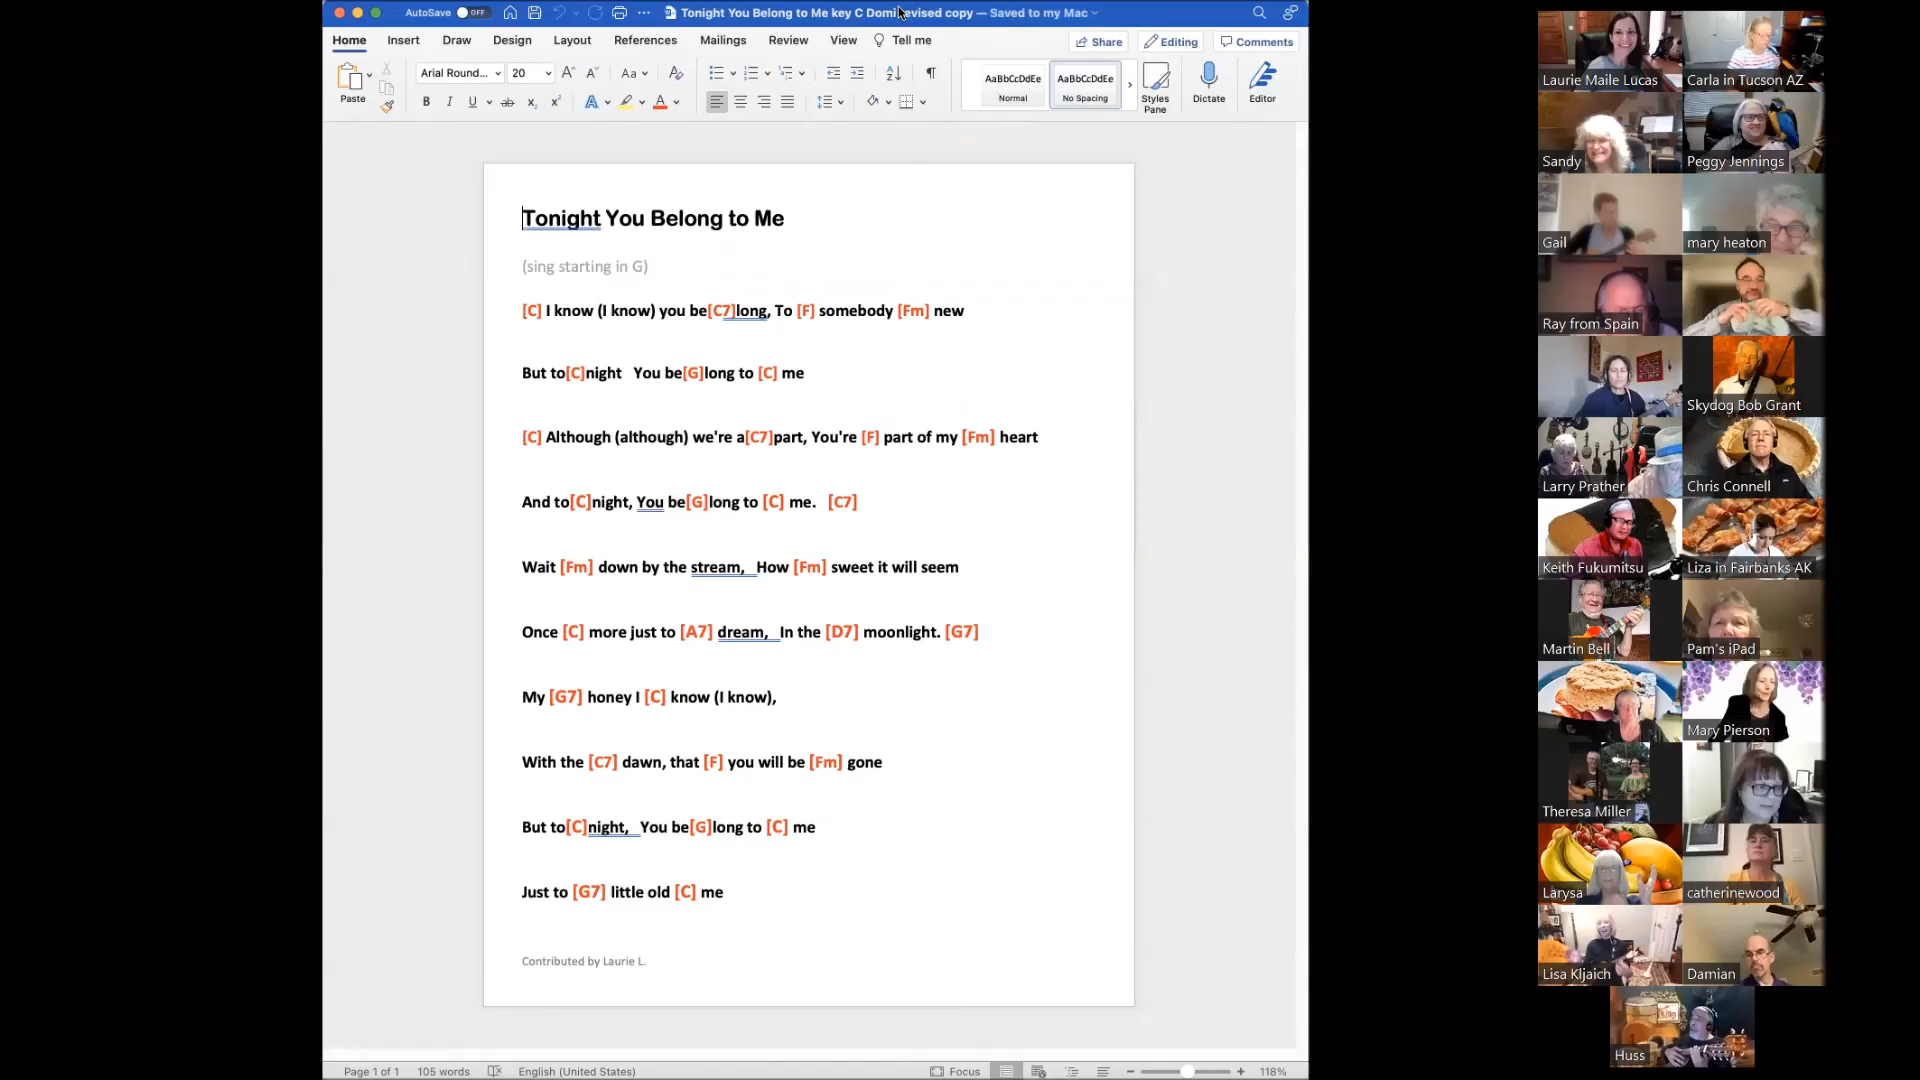 AutoSave OFF Tonight You Belong to Me key C Domi revised copy — Saved to my Mac
Home Insert Draw Design Layout References Mailings Review View Tell me Share Editing Comments
Paste Arial Round... 20 AaBbCcDdEe Normal AaBbCcDdEe No Spacing Styles Pane Dictate Editor
Tonight You Belong to Me
(sing starting in G)
[C] I know (I know) you be[C7]long, To [F] somebody [Fm] new
But to[C]night You be[G]long to [C] me
[C] Although (although) we're a[C7]part, You're [F] part of my [Fm] heart
And to[C]night, You be[G]long to [C] me. [C7]
Wait [Fm] down by the stream, How [Fm] sweet it will seem
Once [C] more just to [A7] dream, In the [D7] moonlight. [G7]
My [G7] honey I [C] know (I know),
With the [C7] dawn, that [F] you will be [Fm] gone
But to[C]night, You be[G]long to [C] me
Just to [G7] little old [C] me
Contributed by Laurie L.
Page 1 of 1 105 words English (United States) Focus 118%
Laurie Maile Lucas
Carla in Tucson AZ
Sandy
Peggy Jennings
Gail
mary heaton
Ray from Spain
Skydog Bob Grant
Larry Prather
Chris Connell
Keith Fukumitsu
Liza in Fairbanks AK
Martin Bell
Pam's iPad
Mary Pierson
Theresa Miller
Larysa
catherinewood
Lisa Kljaich
Damian
Huss